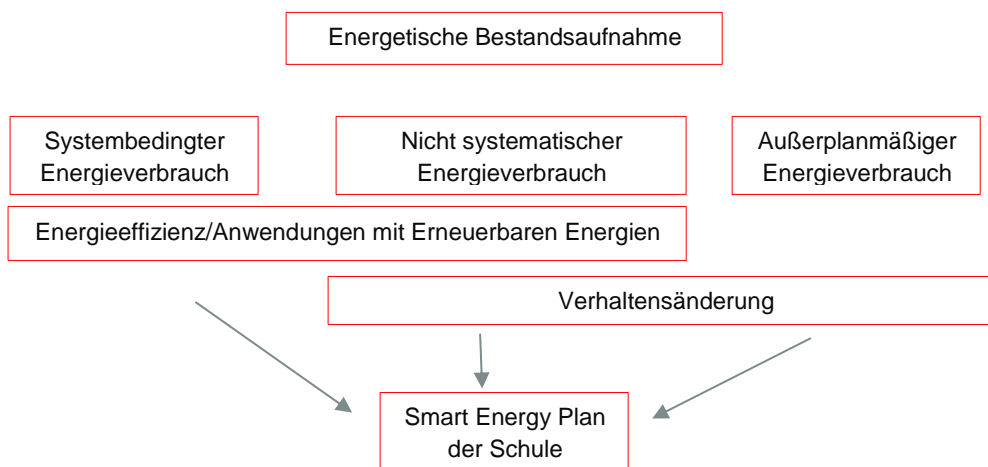 Energetische Bestandsaufnahme
Systembedingter
Energieverbrauch
Nicht systematischer
Energieverbrauch
Außerplanmäßiger
Energieverbrauch
Energieeffizienz/Anwendungen mit Erneuerbaren Energien
Verhaltensänderung
Smart Energy Plan
der Schule